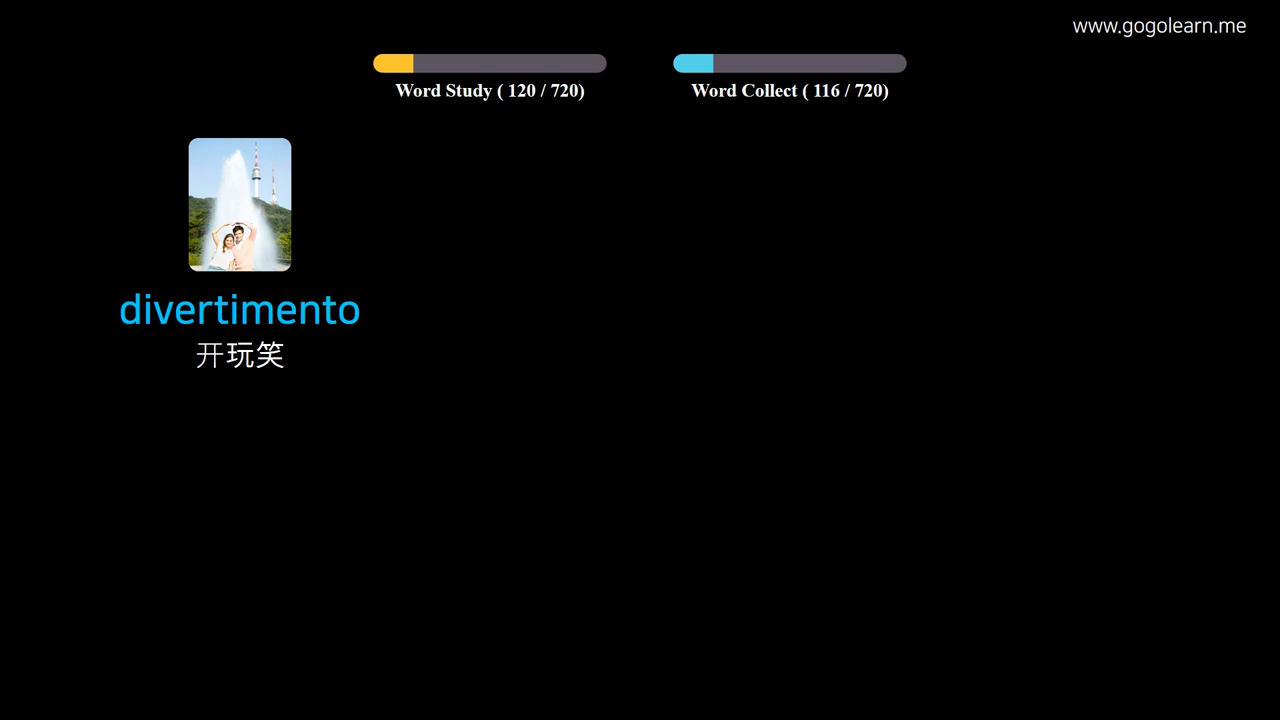 www.gogolearn.me
Word Study ( 120 / 720)
Word Collect ( 116 / 720)
divertimento
开玩笑